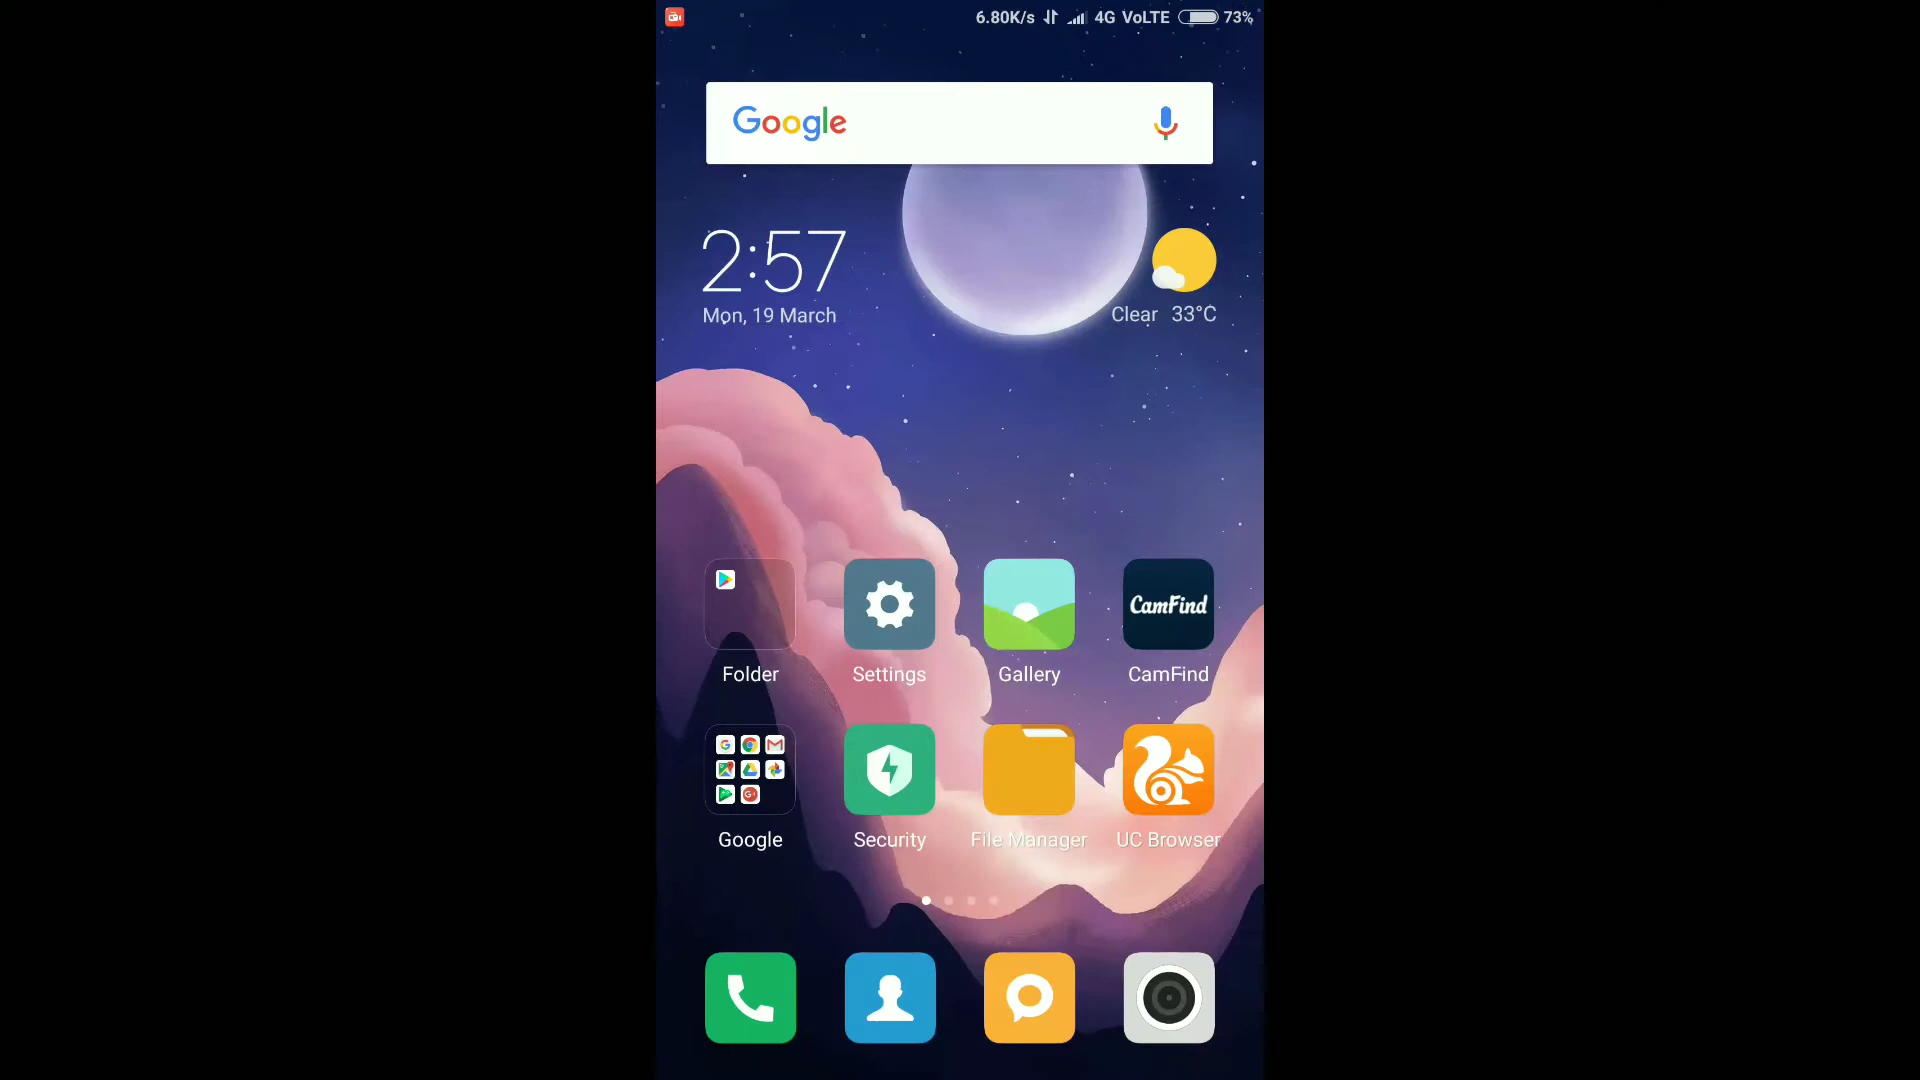 6.80K/s 4G VoLTE 73%
Google
2:57
Mon, 19 March
Clear 33°C
CamFind
Folder Settings Gallery CamFind
Google Security File Manager UC Browser